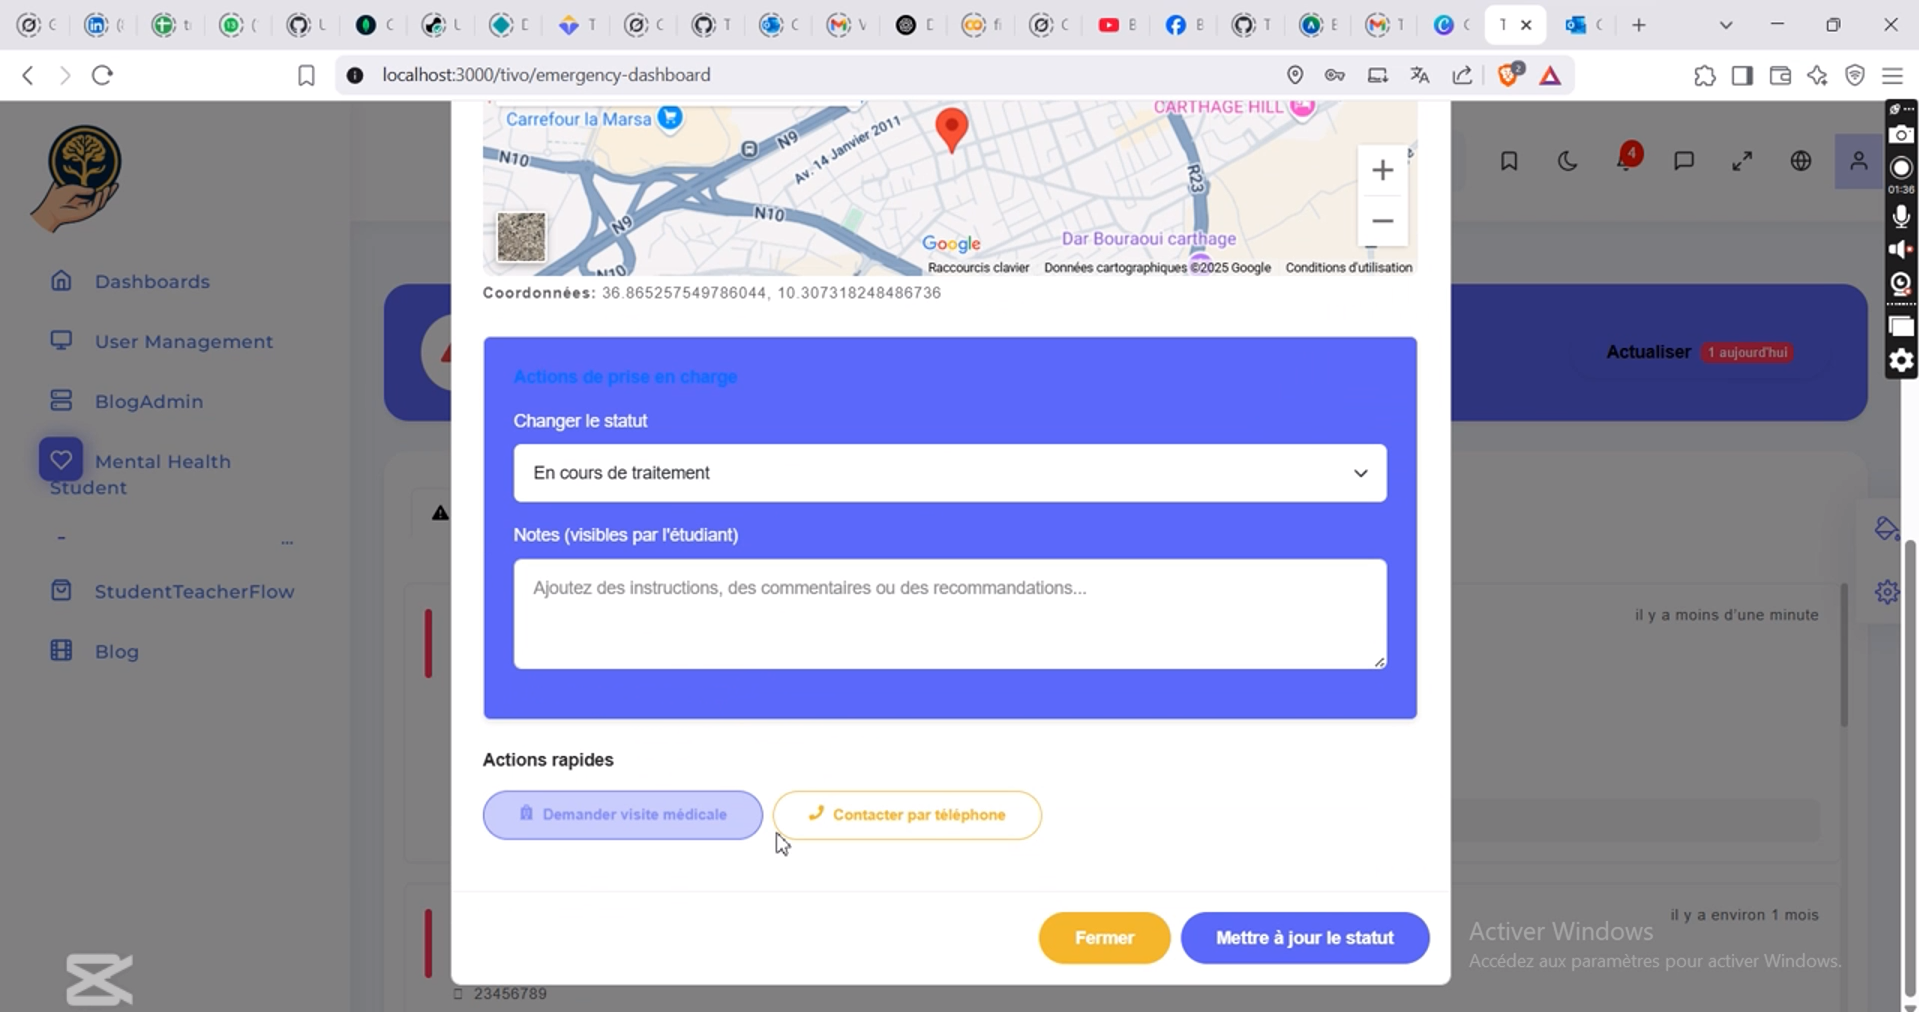 localhost:3000/tivo/emergency-dashboard
2
Carrefour la Marsa
CARTHAGE HILL
N9
Av. 14 Janvier 2011
N10
R23
N10
N9
N10
Dar Bouraoui carthage
Google
Raccourcis clavier Données cartographiques ©2025 Google Conditions d'utilisation
Coordonnées: 36.865257549786044, 10.307318248486736
4
01:36
Dashboards
User Management
BlogAdmin
Mental Health
Student
-
...
StudentTeacherFlow
Blog
Actualiser 1 aujourd'hui
Actions de prise en charge
Changer le statut
En cours de traitement
Notes (visibles par l'étudiant)
Ajoutez des instructions, des commentaires ou des recommandations...
il y a moins d'une minute
Actions rapides
Demander visite médicale
Contacter par téléphone
Fermer
Mettre à jour le statut
il y a environ 1 mois
Activer Windows
Accédez aux paramètres pour activer Windows.
23456789